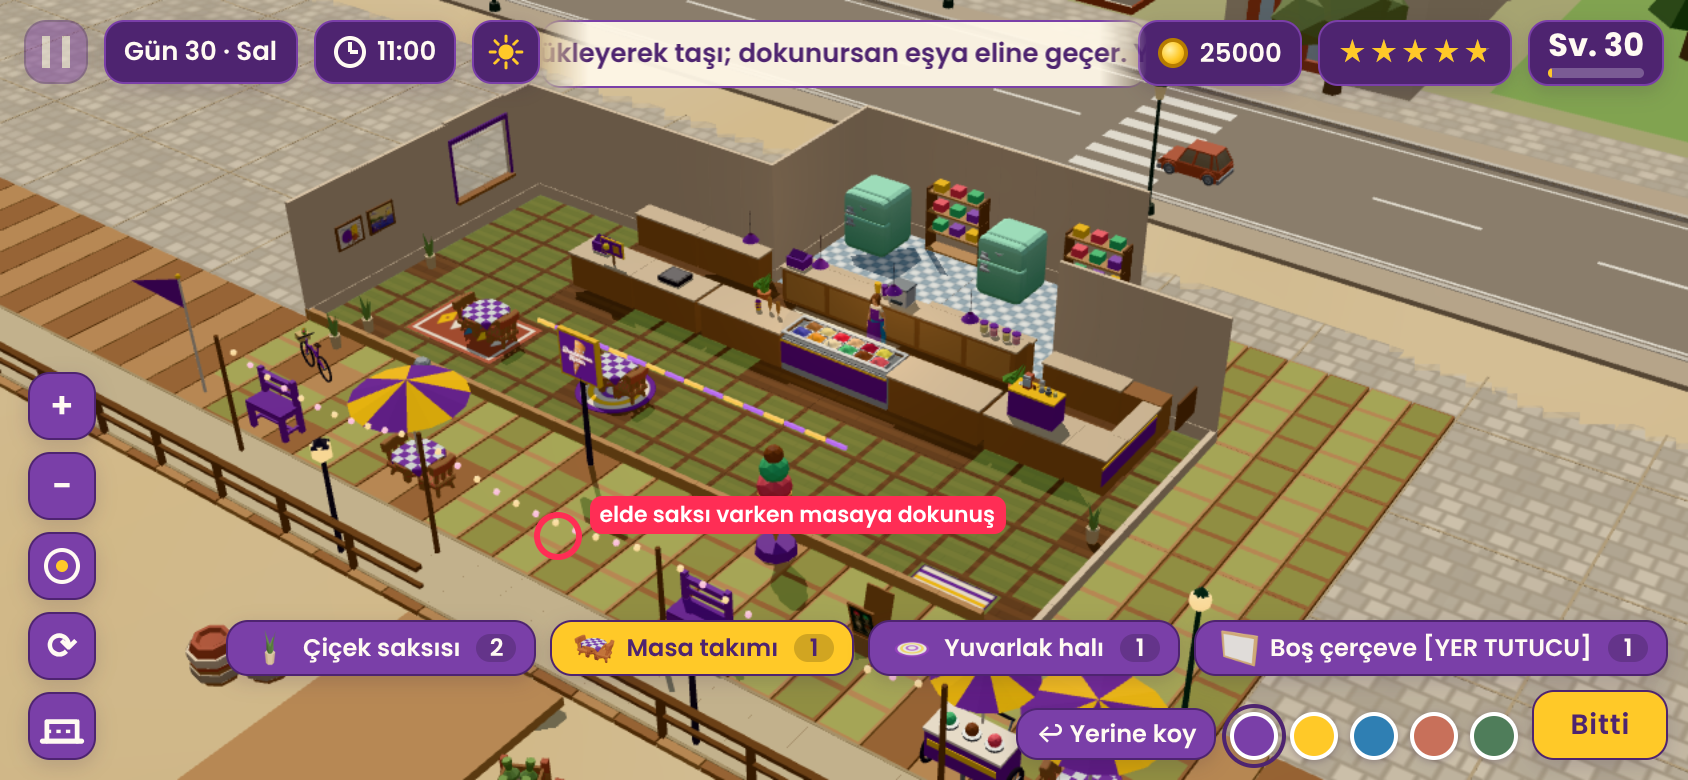 Gün 30 · Sal
11:00
ükleyerek taşı; dokunursan eşya eline geçer.
25000
Sv. 30
elde saksı varken masaya dokunuş
Çiçek saksısı 2
Masa takımı 1
Yuvarlak halı 1
Boş çerçeve [YER TUTUCU] 1
↩ Yerine koy
Bitti